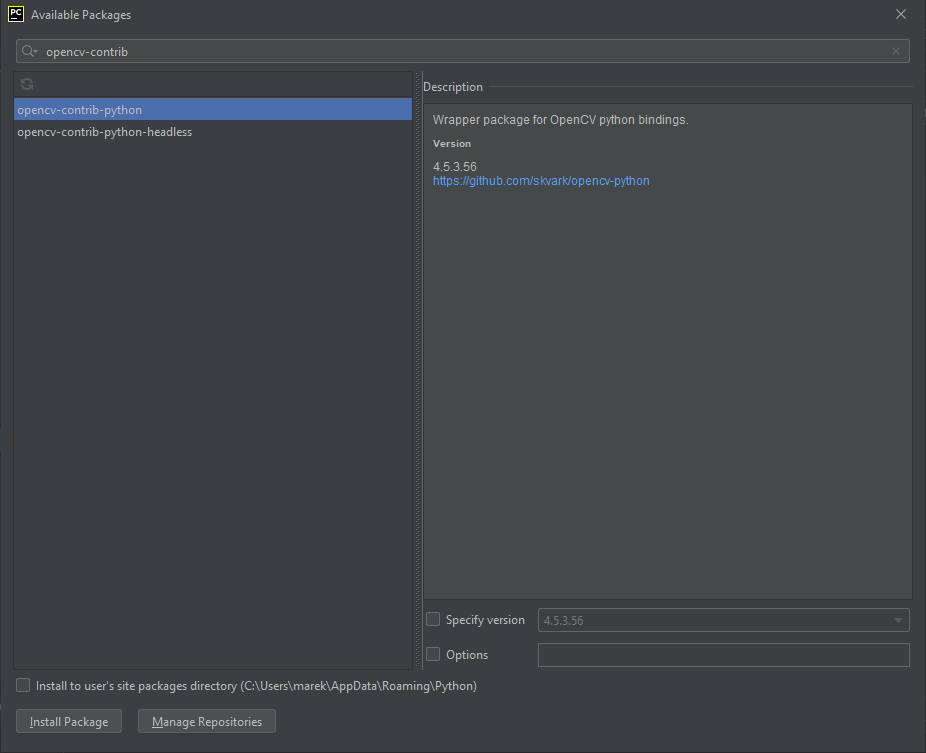 PC
Available Packages
opencv-contrib
opencv-contrib-python
opencv-contrib-python-headless
Description
Wrapper package for OpenCV python bindings.
Version
4.5.3.56
https://github.com/skvark/opencv-python
Specify version
4.5.3.56
Options
Install to user's site packages directory (C:\Users\marek\AppData\Roaming\Python)
Install Package
Manage Repositories